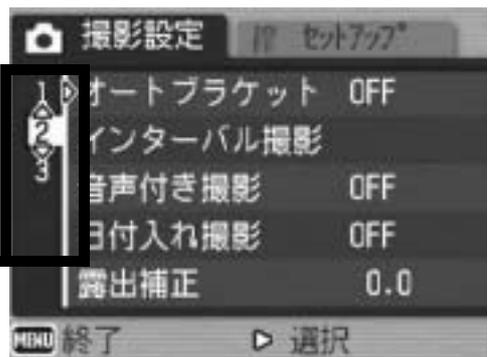 撮影設定 セットアップ
1 オートブラケット OFF
2 インターバル撮影
3 音声付き撮影 OFF
日付入れ撮影 OFF
露出補正 0.0
MENU 終了 選択